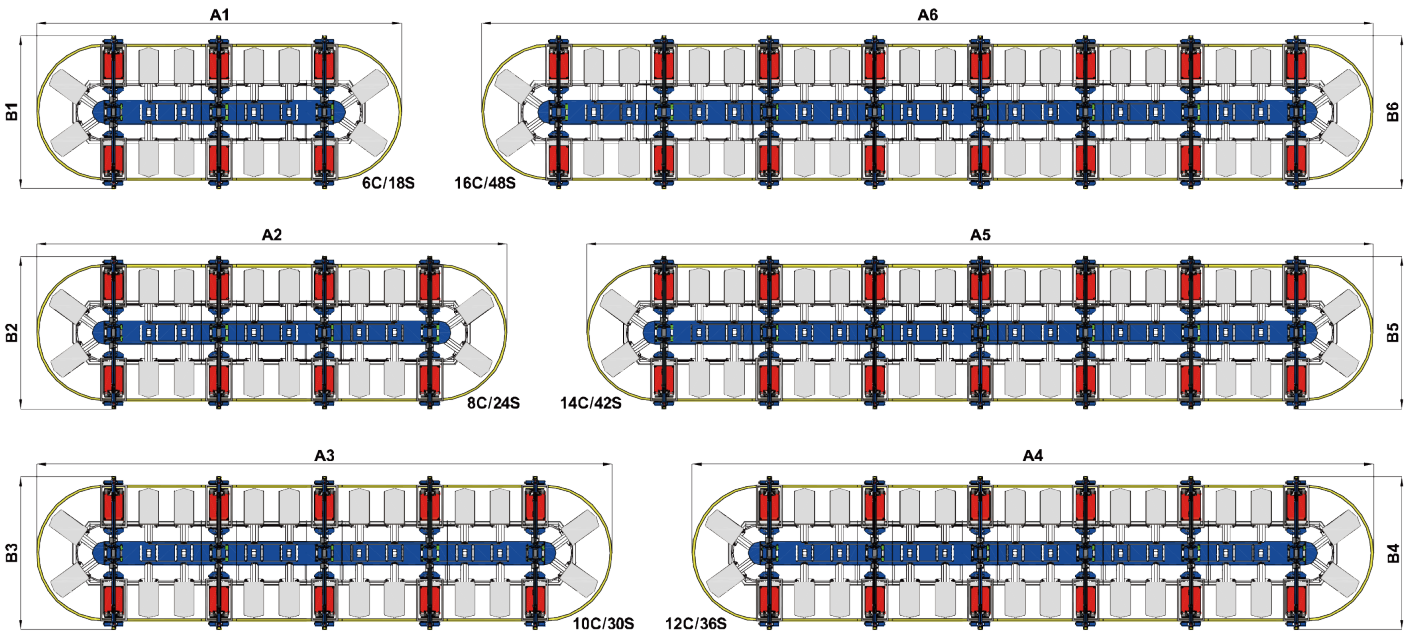 A1
B1
6C/18S
A6
B6
16C/48S
A2
B2
8C/24S
A5
B5
14C/42S
A3
B3
10C/30S
A4
B4
12C/36S